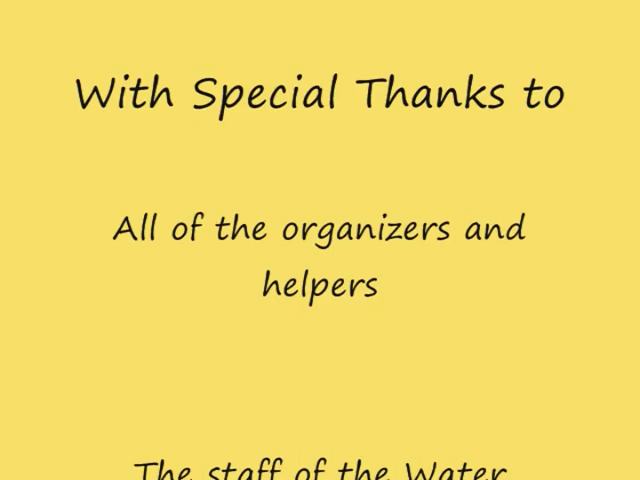 With Special Thanks to
All of the organizers and
helpers
The staff of the Water